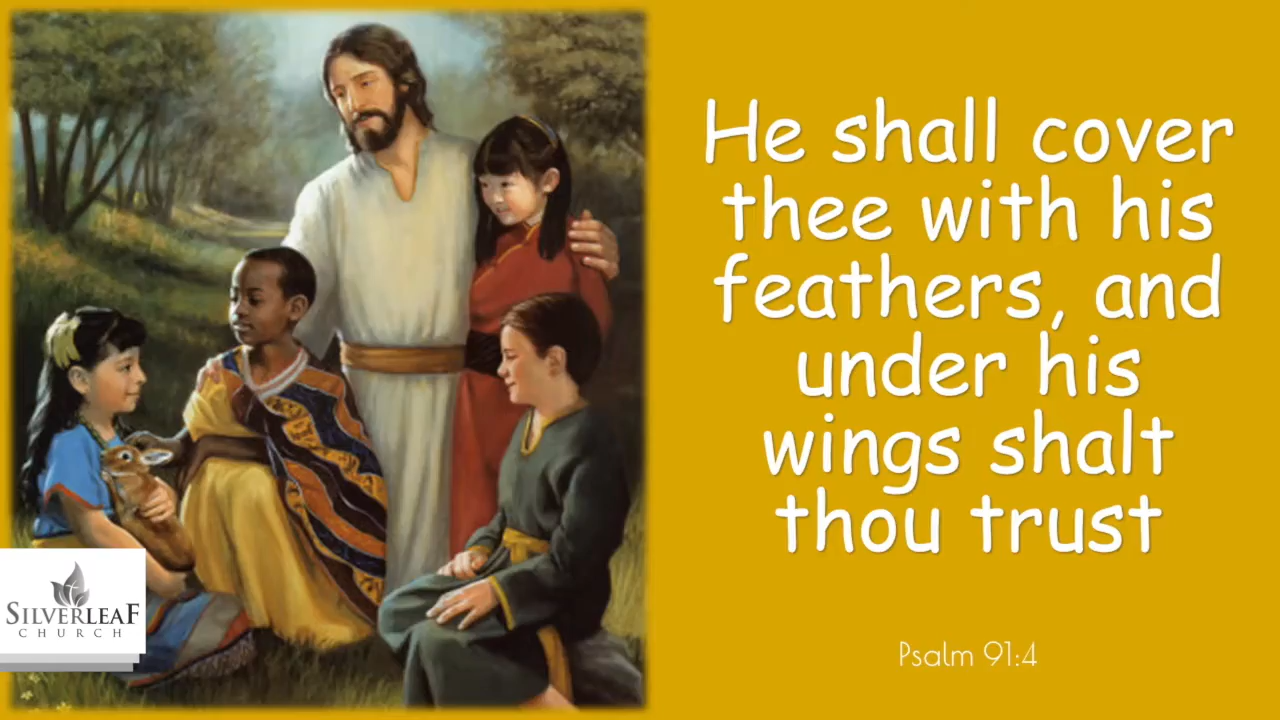 He shall cover
thee with his
feathers, and
under his
wings shalt
thou trust
Psalm 91:4
SILVERLEAF
CHURCH